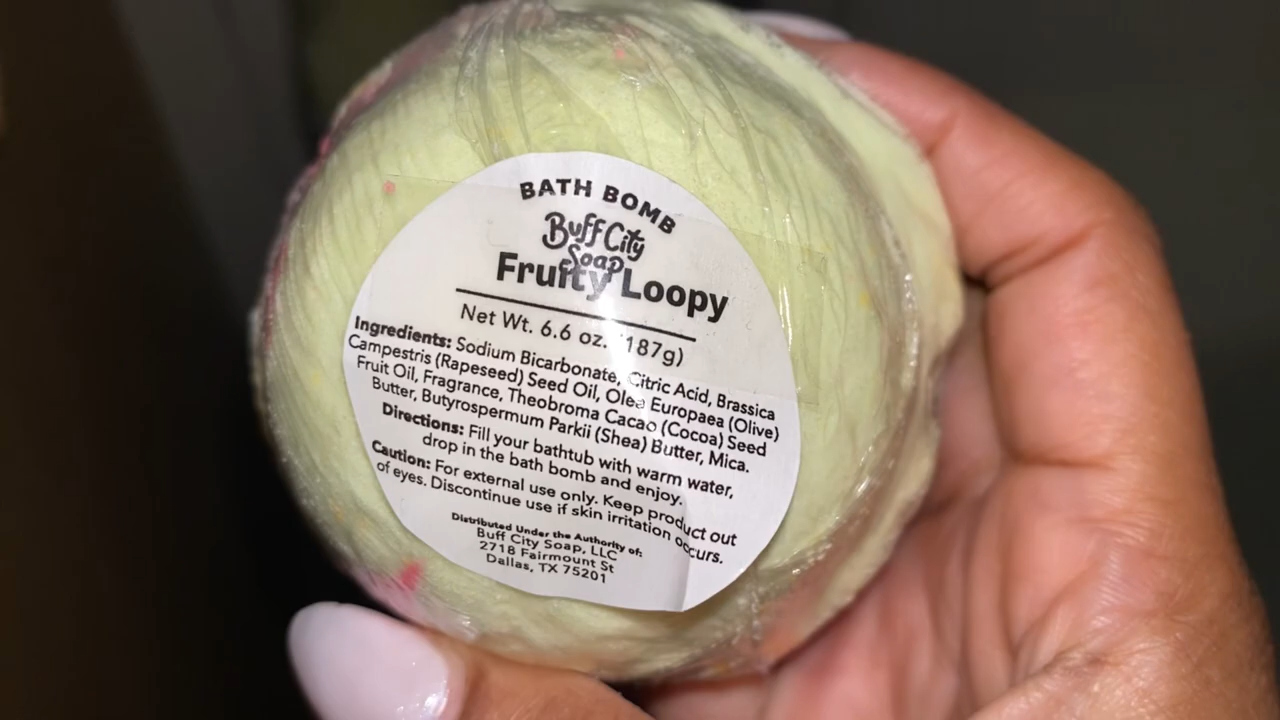 BATH BOMB
Buff City
Soap
Fruity Loopy
Net Wt. 6.6 oz. (187g)
Ingredients: Sodium Bicarbonate, Citric Acid, Brassica
Campestris (Rapeseed) Seed Oil, Olea Europaea (Olive)
Fruit Oil, Fragrance, Theobroma Cacao (Cocoa) Seed
Butter, Butyrospermum Parkii (Shea) Butter, Mica.
Directions: Fill your bathtub with warm water,
drop in the bath bomb and enjoy.
Caution: For external use only. Keep product out
of eyes. Discontinue use if skin irritation occurs.
Distributed Under the Authority of:
Buff City Soap, LLC
2718 Fairmount St
Dallas, TX 75201